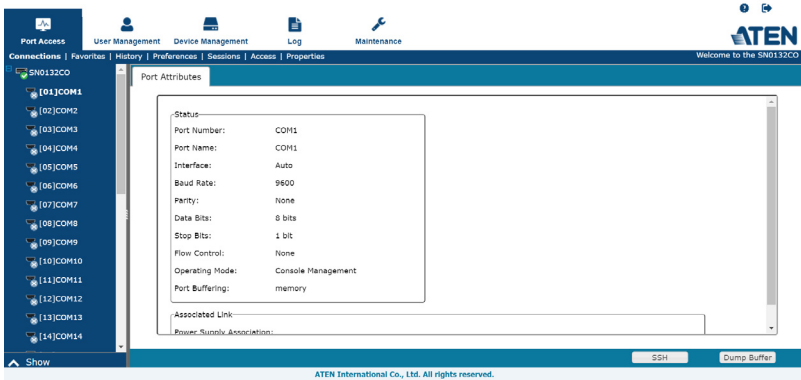 Port Access
User Management
Device Management
Log
Maintenance
ATEN
Connections | Favorites | History | Preferences | Sessions | Access | Properties
Welcome to the SN0132CO
SN0132CO
[01]COM1
[02]COM2
[03]COM3
[04]COM4
[05]COM5
[06]COM6
[07]COM7
[08]COM8
[09]COM9
[10]COM10
[11]COM11
[12]COM12
[13]COM13
[14]COM14
Show
Port Attributes
Status
Port Number: COM1
Port Name: COM1
Interface: Auto
Baud Rate: 9600
Parity: None
Data Bits: 8 bits
Stop Bits: 1 bit
Flow Control: None
Operating Mode: Console Management
Port Buffering: memory
Associated Link
Power Supply Association:
SSH
Dump Buffer
ATEN International Co., Ltd. All rights reserved.